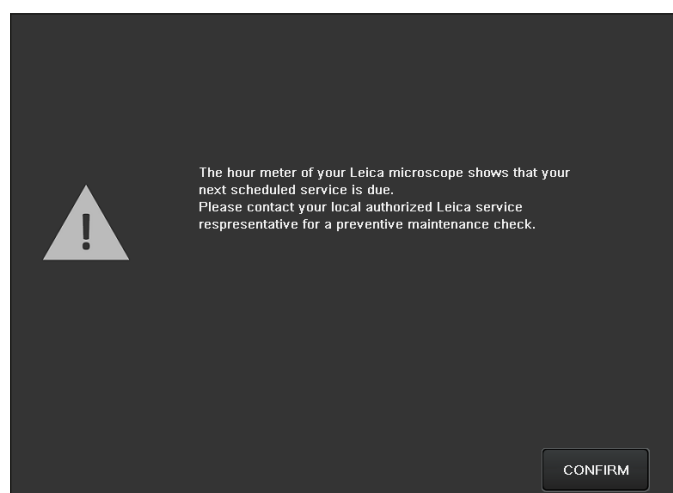 The hour meter of your Leica microscope shows that your
next scheduled service is due.
Please contact your local authorized Leica service
respresentative for a preventive maintenance check.
!
CONFIRM